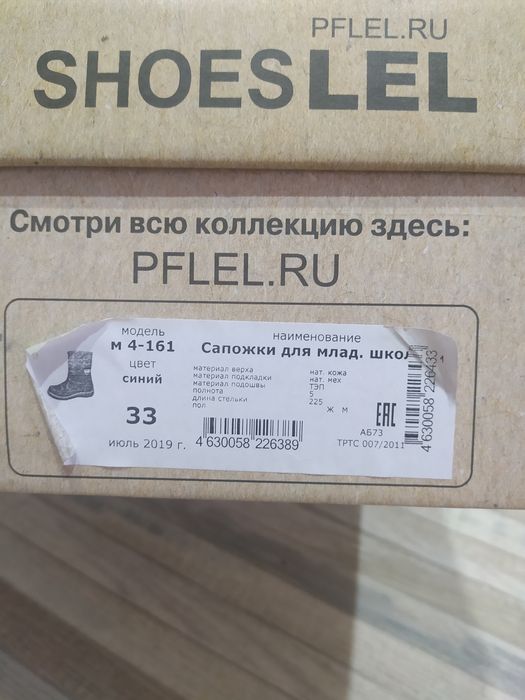 PFLEL.RU
SHOESLEL
Смотри всю коллекцию здесь:
PFLEL.RU
модель
м 4-161
цвет
синий
33
июль 2019 г.
наименование
Сапожки для млад. школ
материал верха нат. кожа
материал подкладки нат. мех
материал подошвы ТЭП
полнота 5
длина стельки 225
пол Ж М
4 630058 226389
EAC
АБ73
ТРТС 007/2011
4 630058 226433